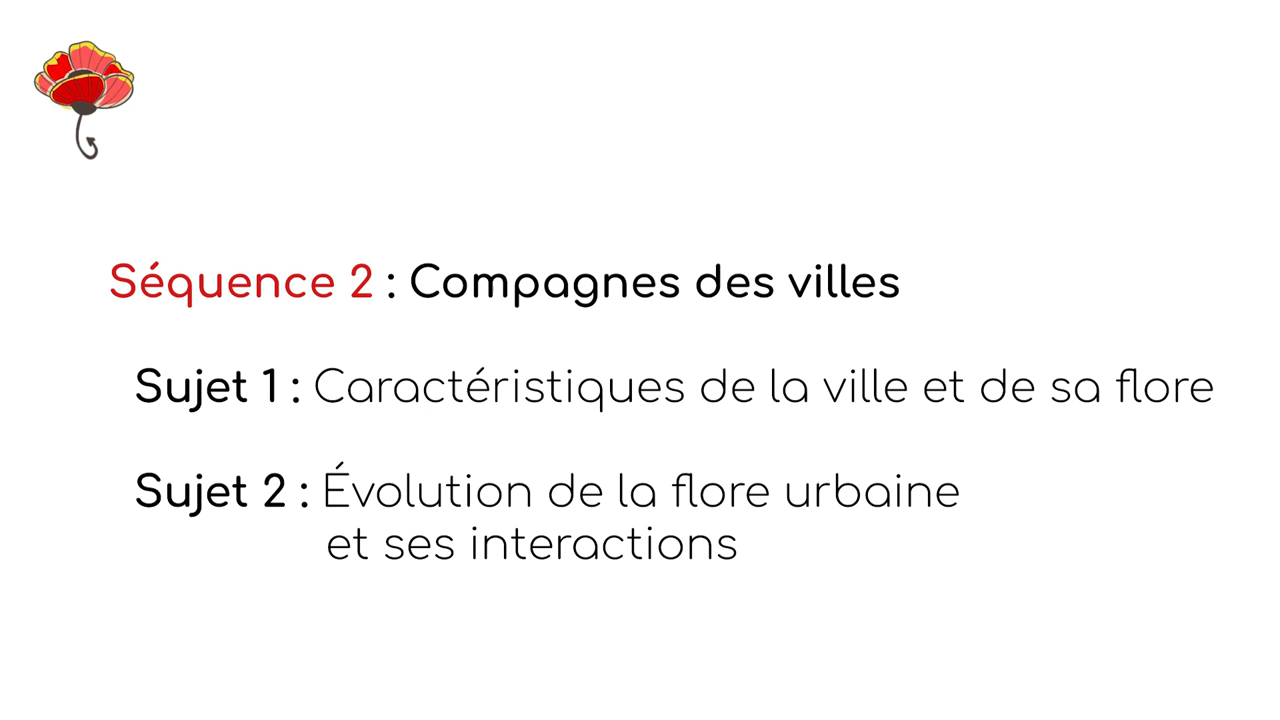 Séquence 2 : Compagnes des villes
Sujet 1 : Caractéristiques de la ville et de sa flore
Sujet 2 : Évolution de la flore urbaine
et ses interactions